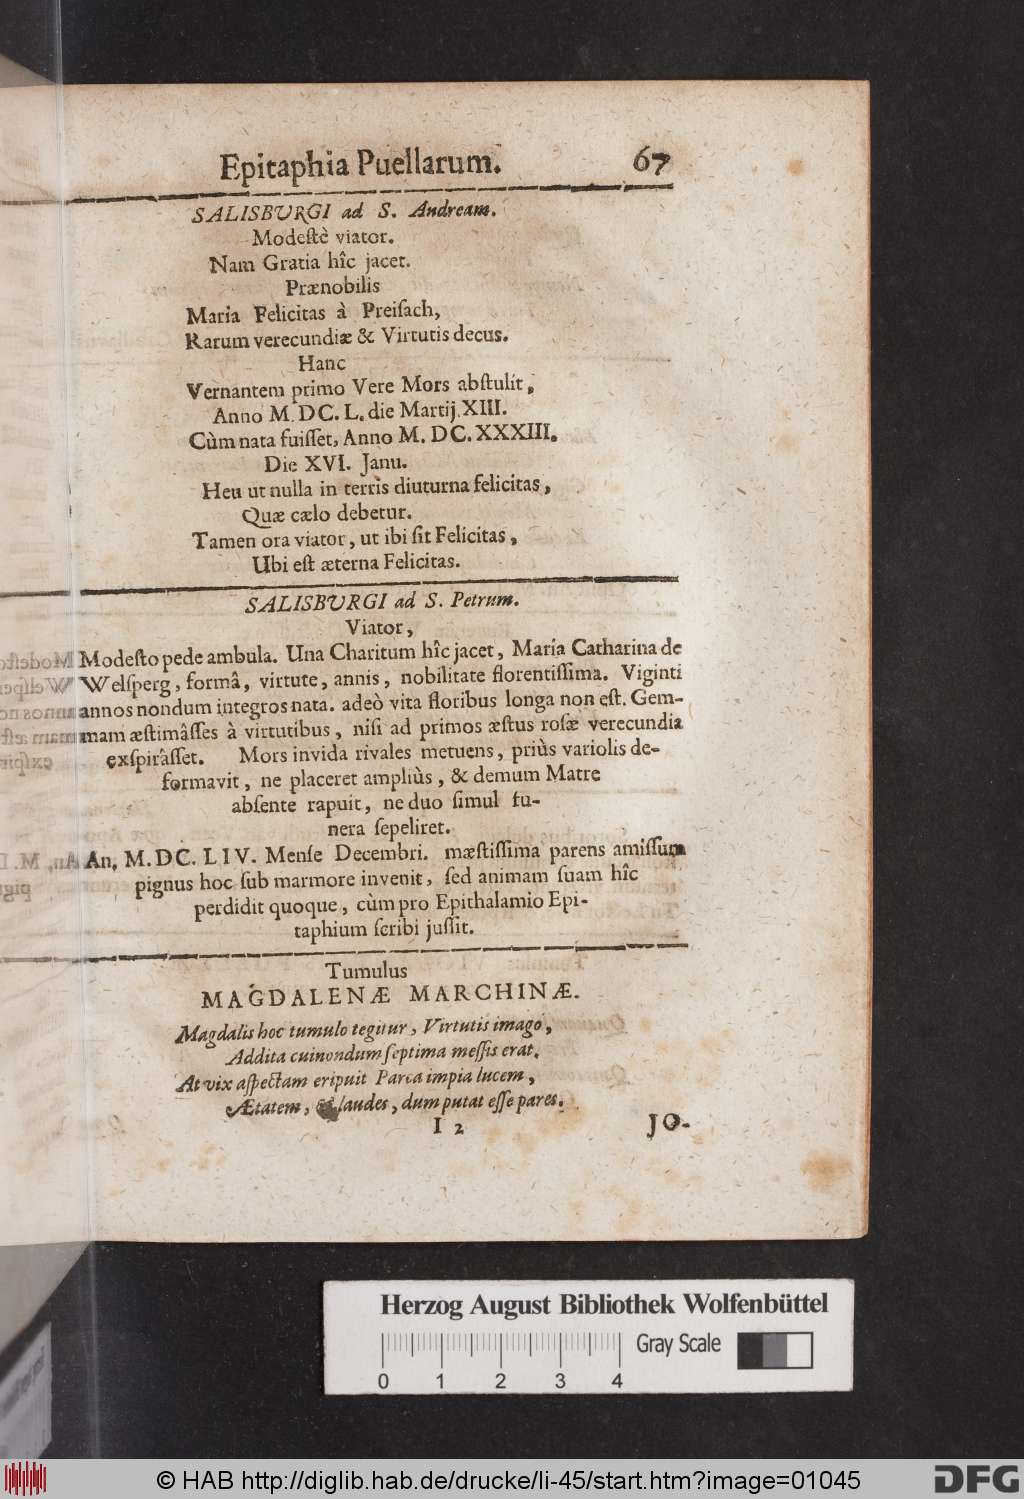 Epitaphia Puellarum. 67
SALISBVRGI ad S. Andream.
Modestè viator.
Nam Gratia hîc jacet.
Prænobilis
Maria Felicitas à Preiſach,
Rarum verecundiæ & Virtutis decus.
Hanc
Vernantem primo Vere Mors abſtulit,
Anno M. DC. L. die Martij XIII.
Cùm nata fuiſſet, Anno M. DC. XXXIII.
Die XVI. Janu.
Heu ut nulla in terris diuturna felicitas,
Quæ cælo debetur.
Tamen ora viator, ut ibi ſit Felicitas,
Ubi eſt æterna Felicitas.
SALISBVRGI ad S. Petrum.
Viator,
Modeſto pede ambula. Una Charitum hîc jacet, Maria Catharina de
Welſperg, formâ, virtute, annis, nobilitate florentiſſima. Viginti
annos nondum integros nata. adeò vita floribus longa non eſt. Gem-
mam æſtimâſſes à virtutibus, niſi ad primos æſtus roſæ verecundia
exſpirâſſet. Mors invida rivales metuens, priùs variolis de-
formavit, ne placeret ampliùs, & demum Matre
abſente rapuit, ne duo ſimul fu-
nera ſepeliret.
An. M. DC. LIV. Menſe Decembri. mæſtiſſima parens amiſſum
pignus hoc ſub marmore invenit, ſed animam ſuam hîc
perdidit quoque, cùm pro Epithalamio Epi-
taphium ſcribi juſſit.
Tumulus
MAGDALENÆ MARCHINÆ.
Magdalis hoc tumulo tegitur, Virtutis imago,
Addita cui nondum ſeptima meſſis erat.
At vix aſpectam eripuit Parca impia lucem,
Ætatem, & laudes, dum putat eſſe pares.
I 2 JO-
Herzog August Bibliothek Wolfenbüttel
0 1 2 3 4 Gray Scale
© HAB http://diglib.hab.de/drucke/li-45/start.htm?image=01045 DFG